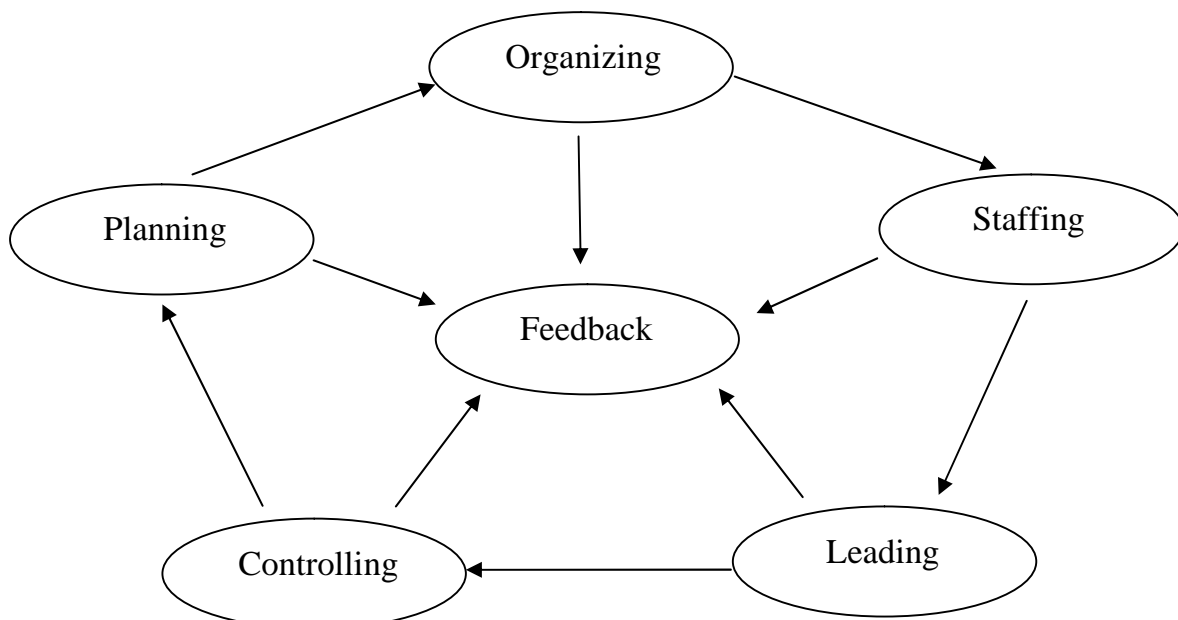 Organizing
Planning
Staffing
Feedback
Controlling
Leading